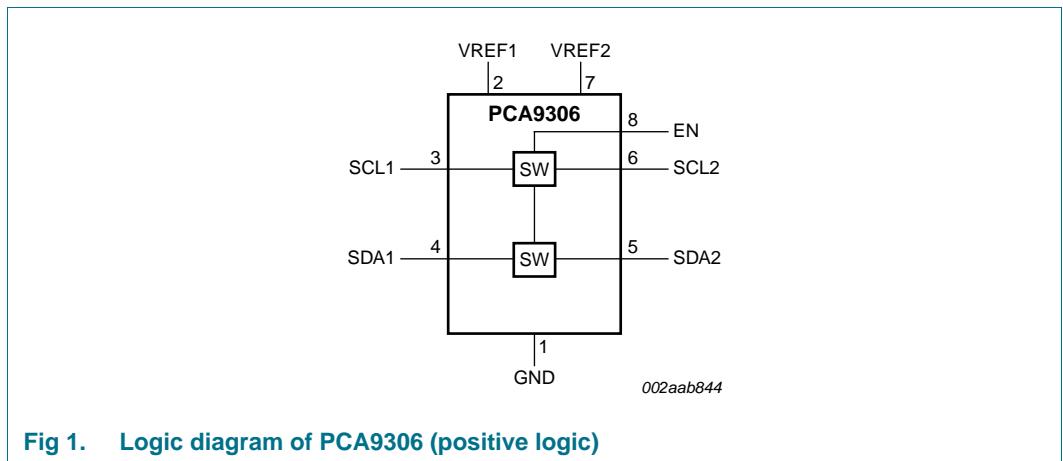 VREF1 VREF2
2 7
PCA9306
8 EN
SCL1 3 SW 6 SCL2
SDA1 4 SW 5 SDA2
1
GND
002aab844
Fig 1. Logic diagram of PCA9306 (positive logic)